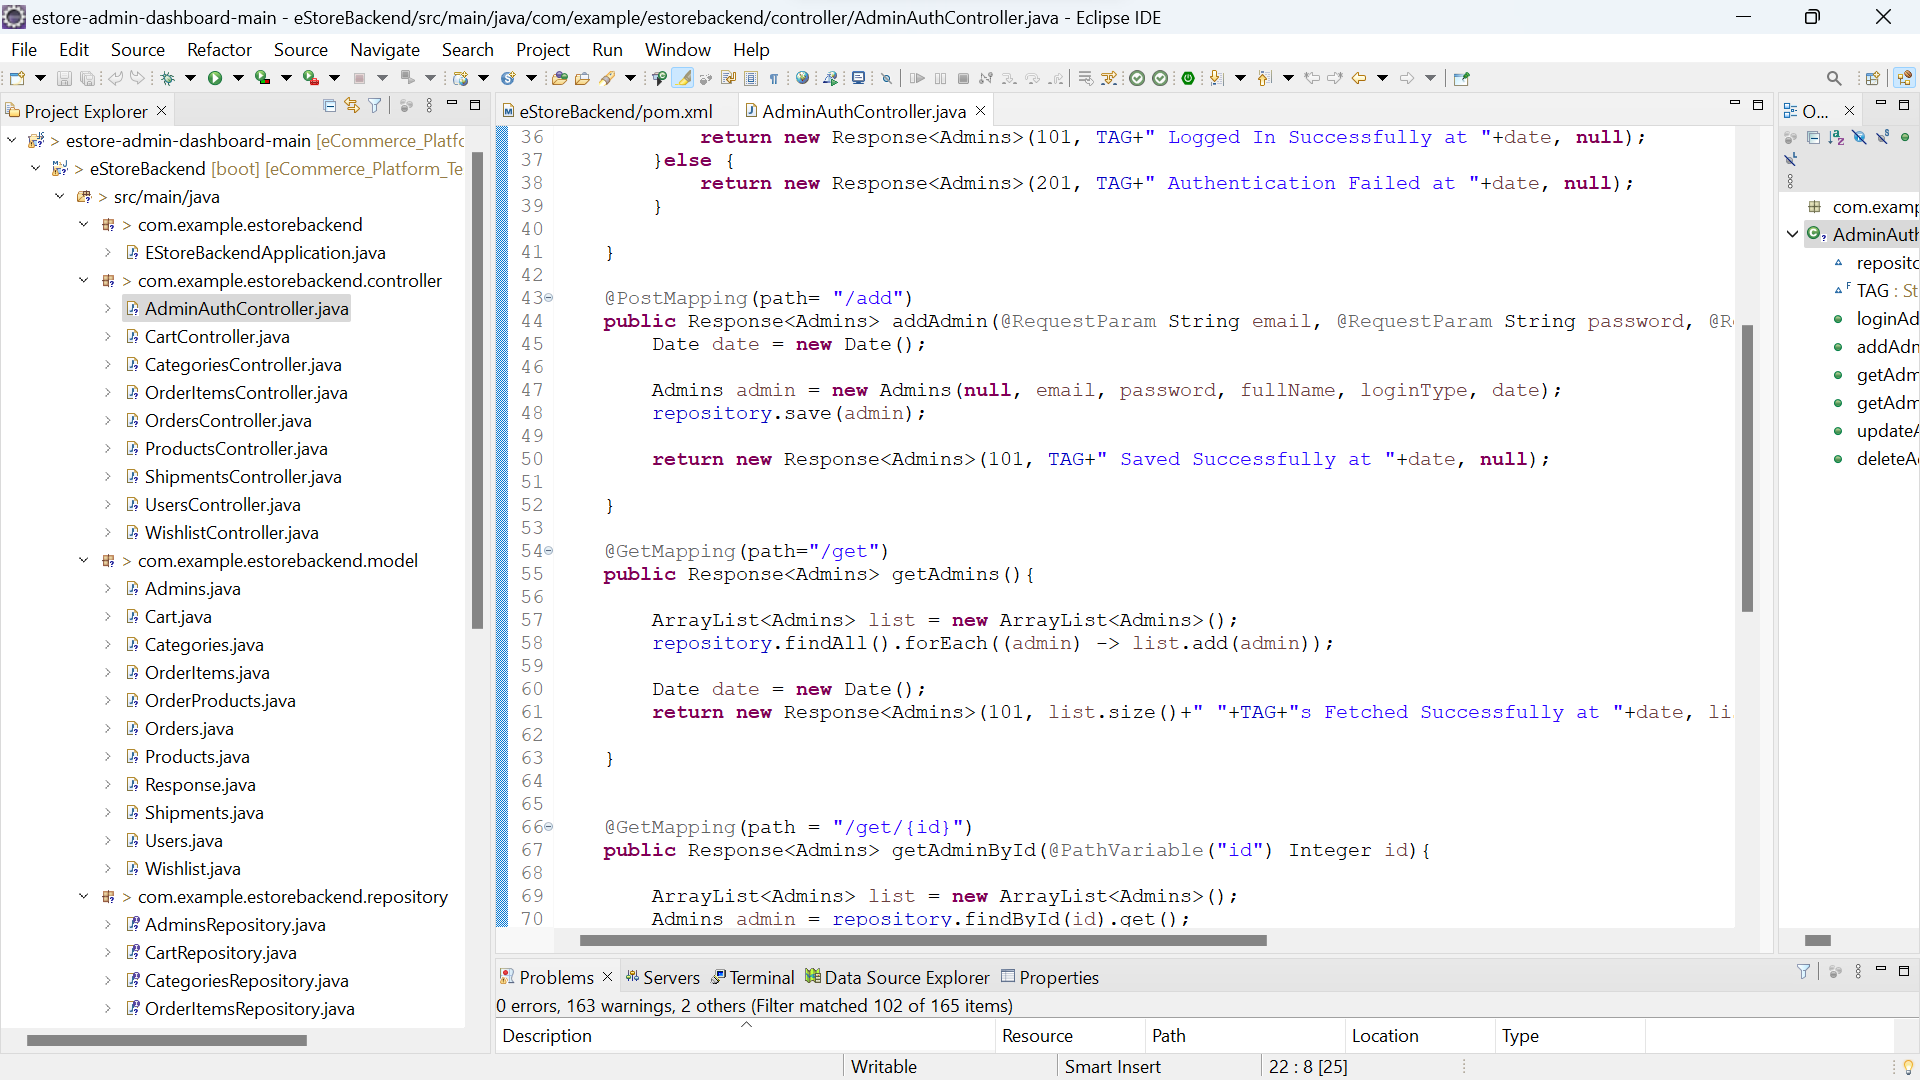 estore-admin-dashboard-main - eStoreBackend/src/main/java/com/example/estorebackend/controller/AdminAuthController.java - Eclipse IDE
File Edit Source Refactor Source Navigate Search Project Run Window Help
Project Explorer
> estore-admin-dashboard-main [eCommerce_Platfo
> eStoreBackend [boot] [eCommerce_Platform_Te
> src/main/java
> com.example.estorebackend
EStoreBackendApplication.java
> com.example.estorebackend.controller
AdminAuthController.java
CartController.java
CategoriesController.java
OrderItemsController.java
OrdersController.java
ProductsController.java
ShipmentsController.java
UsersController.java
WishlistController.java
> com.example.estorebackend.model
Admins.java
Cart.java
Categories.java
OrderItems.java
OrderProducts.java
Orders.java
Products.java
Response.java
Shipments.java
Users.java
Wishlist.java
> com.example.estorebackend.repository
AdminsRepository.java
CartRepository.java
CategoriesRepository.java
OrderItemsRepository.java
eStoreBackend/pom.xml AdminAuthController.java
36 return new Response<Admins>(101, TAG+" Logged In Successfully at "+date, null);
37 }else {
38 return new Response<Admins>(201, TAG+" Authentication Failed at "+date, null);
39 }
40
41 }
42
43 @PostMapping(path= "/add")
44 public Response<Admins> addAdmin(@RequestParam String email, @RequestParam String password, @R
45 Date date = new Date();
46
47 Admins admin = new Admins(null, email, password, fullName, loginType, date);
48 repository.save(admin);
49
50 return new Response<Admins>(101, TAG+" Saved Successfully at "+date, null);
51
52 }
53
54 @GetMapping(path="/get")
55 public Response<Admins> getAdmins(){
56
57 ArrayList<Admins> list = new ArrayList<Admins>();
58 repository.findAll().forEach((admin) -> list.add(admin));
59
60 Date date = new Date();
61 return new Response<Admins>(101, list.size()+" "+TAG+"s Fetched Successfully at "+date, li
62
63 }
64
65
66 @GetMapping(path = "/get/{id}")
67 public Response<Admins> getAdminById(@PathVariable("id") Integer id){
68
69 ArrayList<Admins> list = new ArrayList<Admins>();
70 Admins admin = repository.findById(id).get();
O...
com.examp
AdminAuth
reposito
TAG : St
loginAd
addAdm
getAdm
getAdm
updateA
deleteA
Problems Servers Terminal Data Source Explorer Properties
0 errors, 163 warnings, 2 others (Filter matched 102 of 165 items)
Description Resource Path Location Type
Writable Smart Insert 22 : 8 [25]